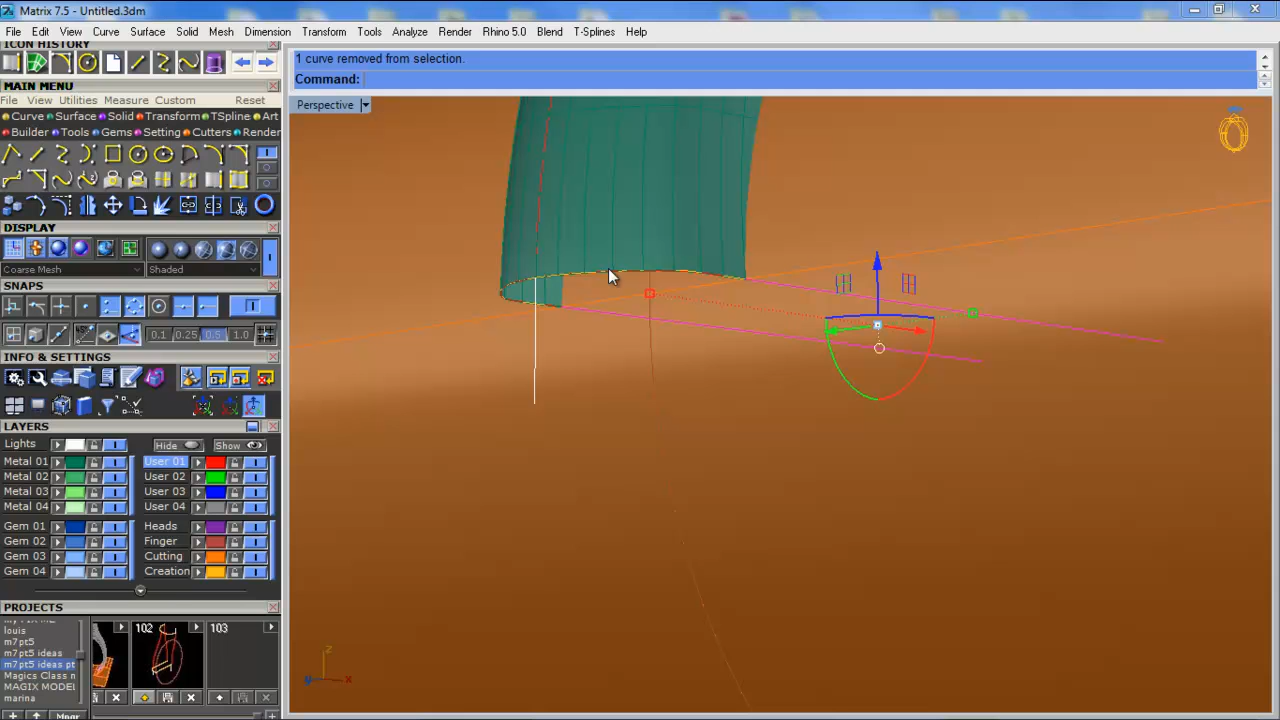 Matrix 7.5 - Untitled.3dm
File Edit View Curve Surface Solid Mesh Dimension Transform Tools Analyze Render Rhino 5.0 Blend T-Splines Help
ICON HISTORY
1 curve removed from selection.
Command:
MAIN MENU
File View Utilities Measure Custom Reset
Perspective
Curve Surface Solid Transform TSpline Art
Builder Tools Gems Setting Cutters Render
DISPLAY
Coarse Mesh Shaded
SNAPS
0.1 0.25 0.5 1.0
INFO & SETTINGS
LAYERS
Lights Hide Show
Metal 01 User 01
Metal 02 User 02
Metal 03 User 03
Metal 04 User 04
Gem 01 Heads
Gem 02 Finger
Gem 03 Cutting
Gem 04 Creation
PROJECTS
louis
m7pt5
m7pt5 ideas
m7pt5 ideas pt
Magics Class n
MAGIX MODEL
marina
102 103
z
x